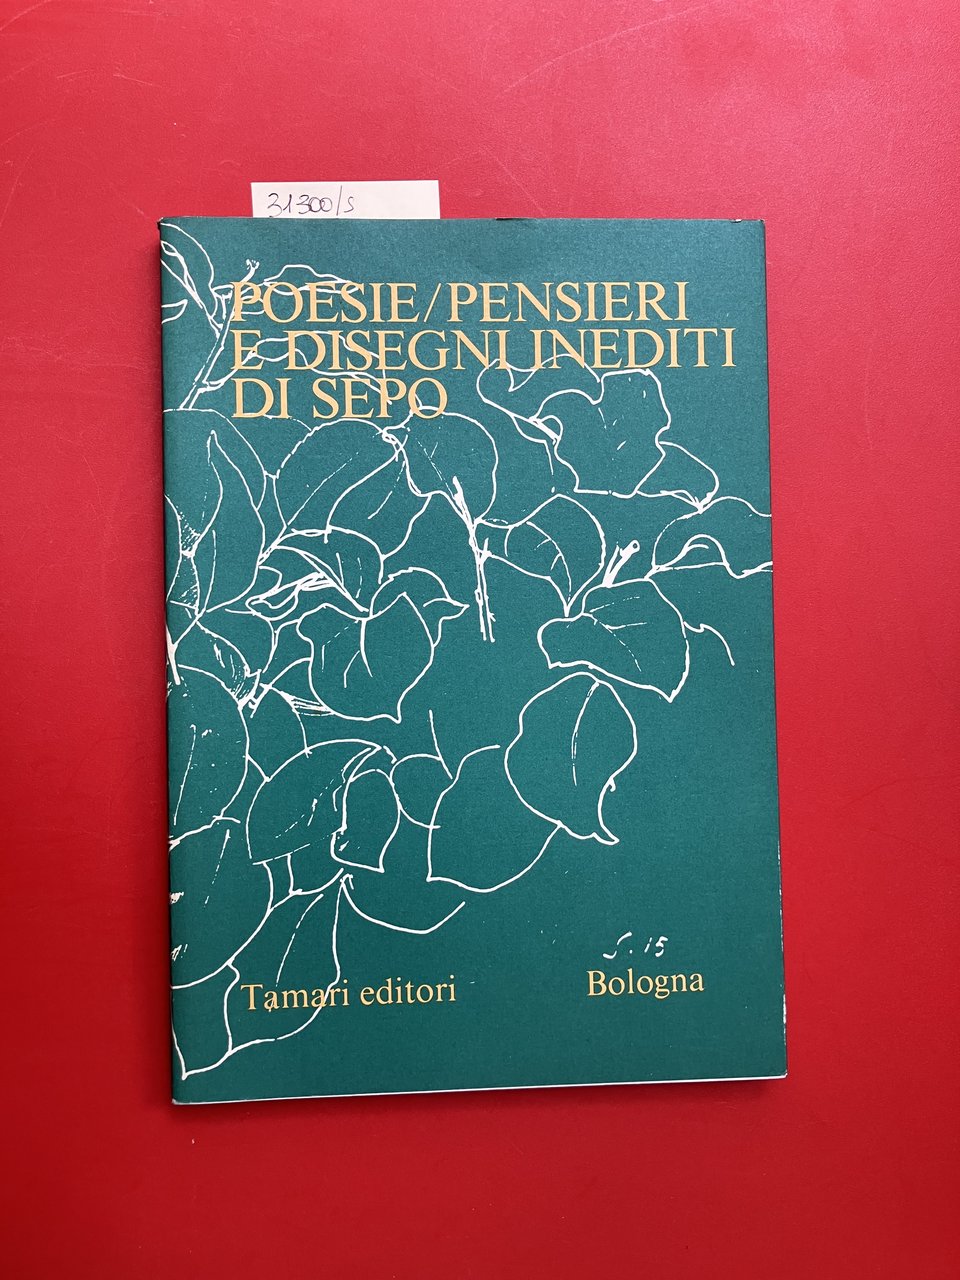 31300/s
POESIE/PENSIERI
E DISEGNI INEDITI
DI SEPO
S. 15
Tamari editori
Bologna